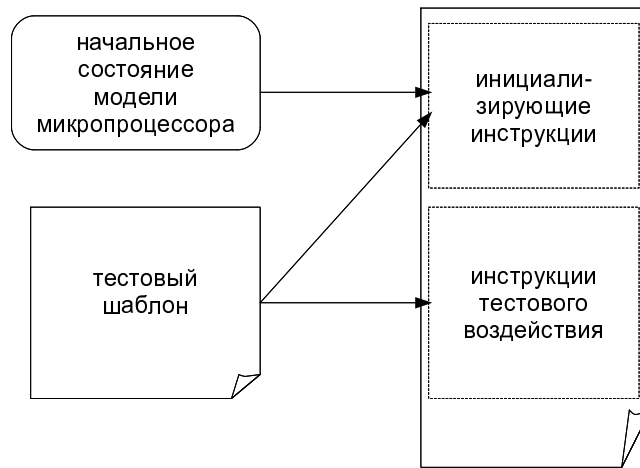 начальное
состояние
модели
микропроцессора
инициали-
зирующие
инструкции
тестовый
шаблон
инструкции
тестового
воздействия